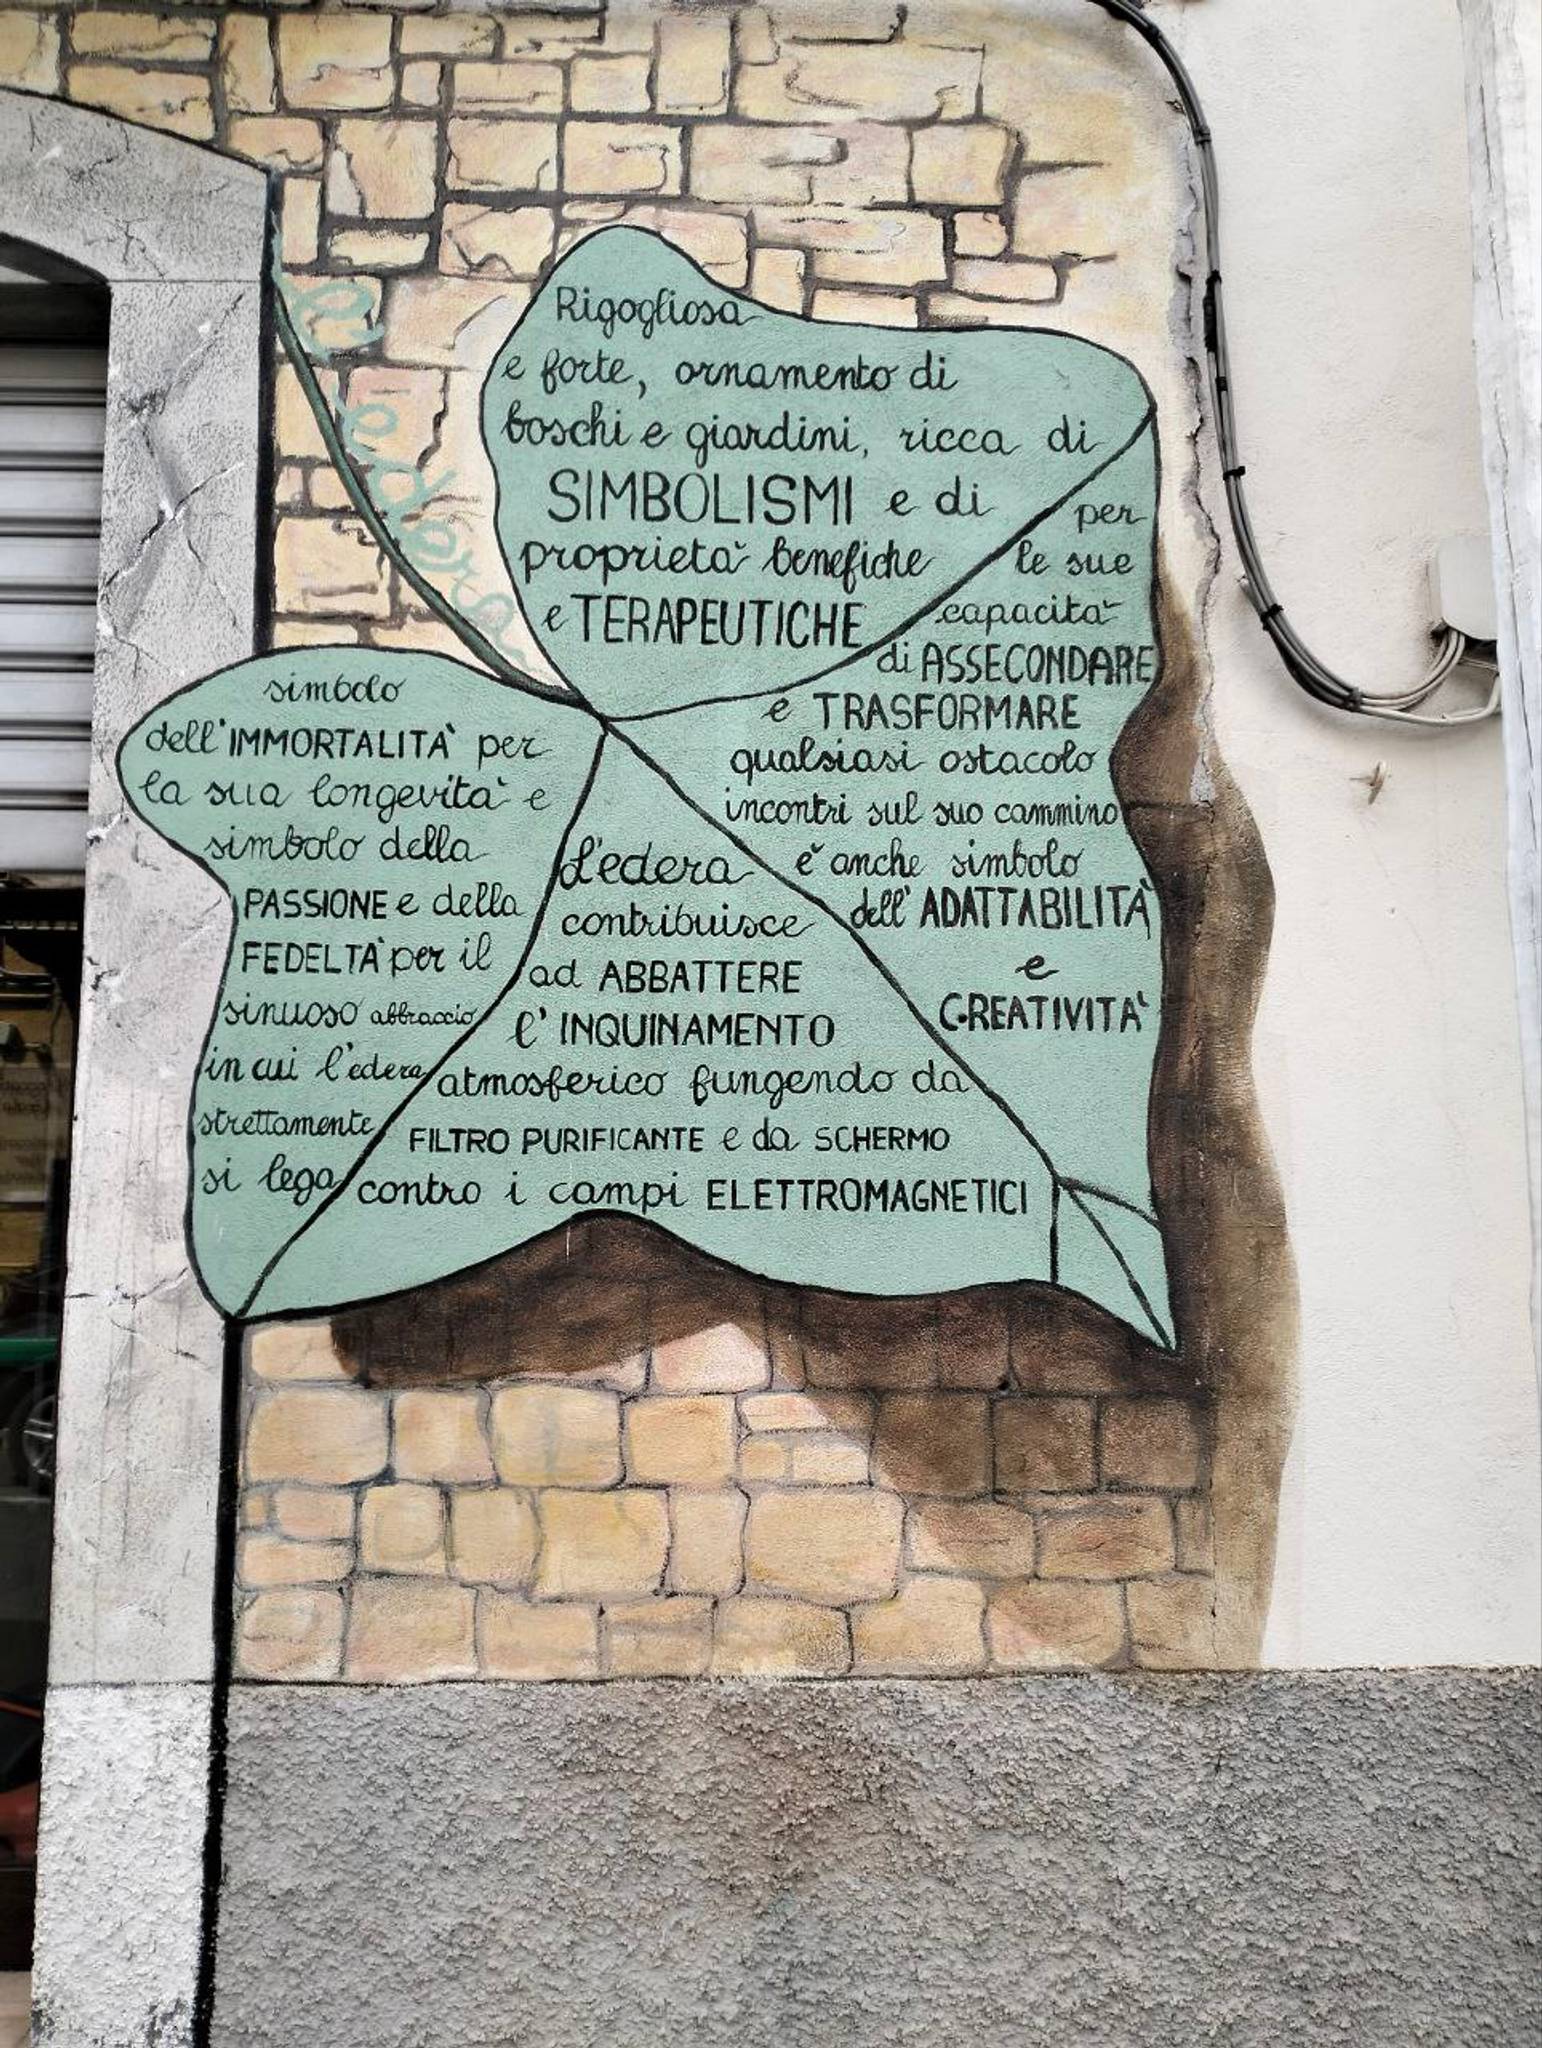 l'edera
Rigogliosa
e forte, ornamento di
boschi e giardini, ricca di
SIMBOLISMI e di
proprietà benefiche
e TERAPEUTICHE
simbolo
dell'IMMORTALITÀ per
la sua longevità e
simbolo della
PASSIONE e della
FEDELTÀ per il
sinuoso abbraccio
in cui l'edera
strettamente
si lega
L'edera
contribuisce
ad ABBATTERE
l'INQUINAMENTO
atmosferico fungendo da
FILTRO PURIFICANTE e da SCHERMO
contro i campi ELETTROMAGNETICI
per
le sue
capacità
di ASSECONDARE
e TRASFORMARE
qualsiasi ostacolo
incontri sul suo cammino
è anche simbolo
dell'ADATTABILITÀ
e
CREATIVITÀ